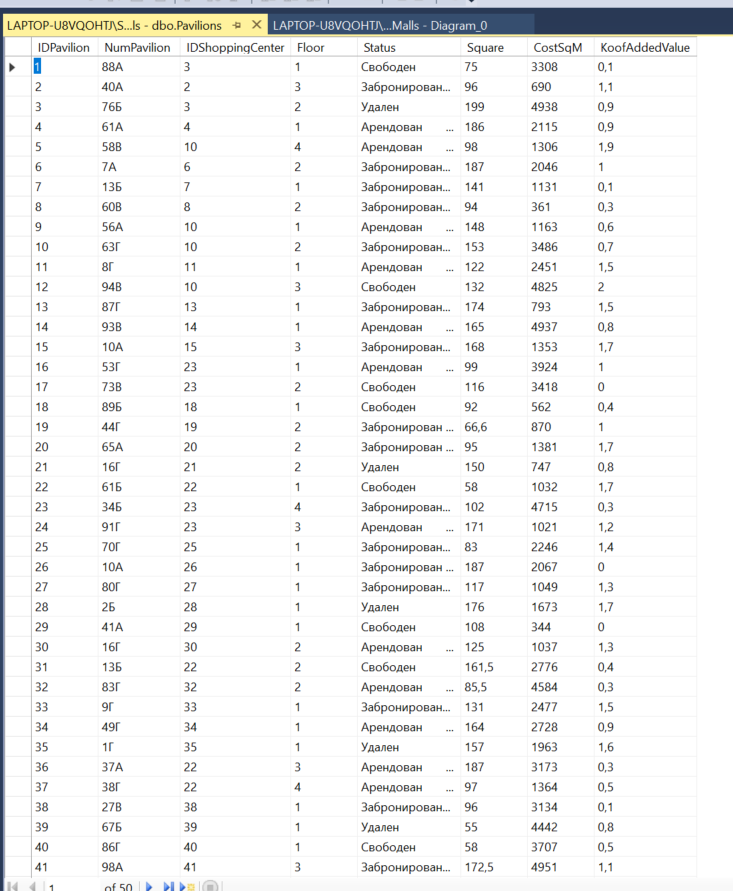 LAPTOP-U8VQOHTJ\S...ls - dbo.Pavilions LAPTOP-U8VQOHTJ\...Malls - Diagram_0
IDPavilion NumPavilion IDShoppingCenter Floor Status Square CostSqM KoofAddedValue
1 88А 3 1 Свободен 75 3308 0,1
2 40А 2 3 Забронирован... 96 690 1,1
3 76Б 3 2 Удален 199 4938 0,9
4 61А 4 1 Арендован ... 186 2115 0,9
5 58В 10 4 Арендован ... 98 1306 1,9
6 7А 6 2 Забронирован... 187 2046 1
7 13Б 7 1 Забронирован... 141 1131 0,1
8 60В 8 2 Забронирован... 94 361 0,3
9 56А 10 1 Арендован ... 148 1163 0,6
10 63Г 10 2 Забронирован... 153 3486 0,7
11 8Г 11 1 Арендован ... 122 2451 1,5
12 94В 10 3 Свободен 132 4825 2
13 87Г 13 1 Забронирован... 174 793 1,5
14 93В 14 1 Арендован ... 165 4937 0,8
15 10А 15 3 Забронирован... 168 1353 1,7
16 53Г 23 1 Арендован ... 99 3924 1
17 73В 23 2 Свободен 116 3418 0
18 89Б 18 1 Свободен 92 562 0,4
19 44Г 19 2 Забронирован ... 66,6 870 1
20 65А 20 2 Забронирован ... 95 1381 1,7
21 16Г 21 2 Удален 150 747 0,8
22 61Б 22 1 Свободен 58 1032 1,7
23 34Б 23 4 Забронирован... 102 4715 0,3
24 91Г 23 3 Арендован ... 171 1021 1,2
25 70Г 25 1 Забронирован... 83 2246 1,4
26 10А 26 1 Забронирован ... 187 2067 0
27 80Г 27 1 Забронирован... 117 1049 1,3
28 2Б 28 1 Удален 176 1673 1,7
29 41А 29 1 Свободен 108 344 0
30 16Г 30 2 Арендован ... 125 1037 1,3
31 13Б 22 2 Свободен 161,5 2776 0,4
32 83Г 32 2 Арендован ... 85,5 4584 0,3
33 9Г 33 1 Забронирован... 131 2477 1,5
34 49Г 34 1 Арендован ... 164 2728 0,9
35 1Г 35 1 Удален 157 1963 1,6
36 37А 22 3 Арендован ... 187 3173 0,3
37 38Г 22 4 Арендован ... 97 1364 0,5
38 27В 38 1 Забронирован... 96 3134 0,1
39 67Б 39 1 Удален 55 4442 0,8
40 86Г 40 1 Свободен 58 3707 0,5
41 98А 41 3 Забронирован... 172,5 4951 1,1
1 of 50